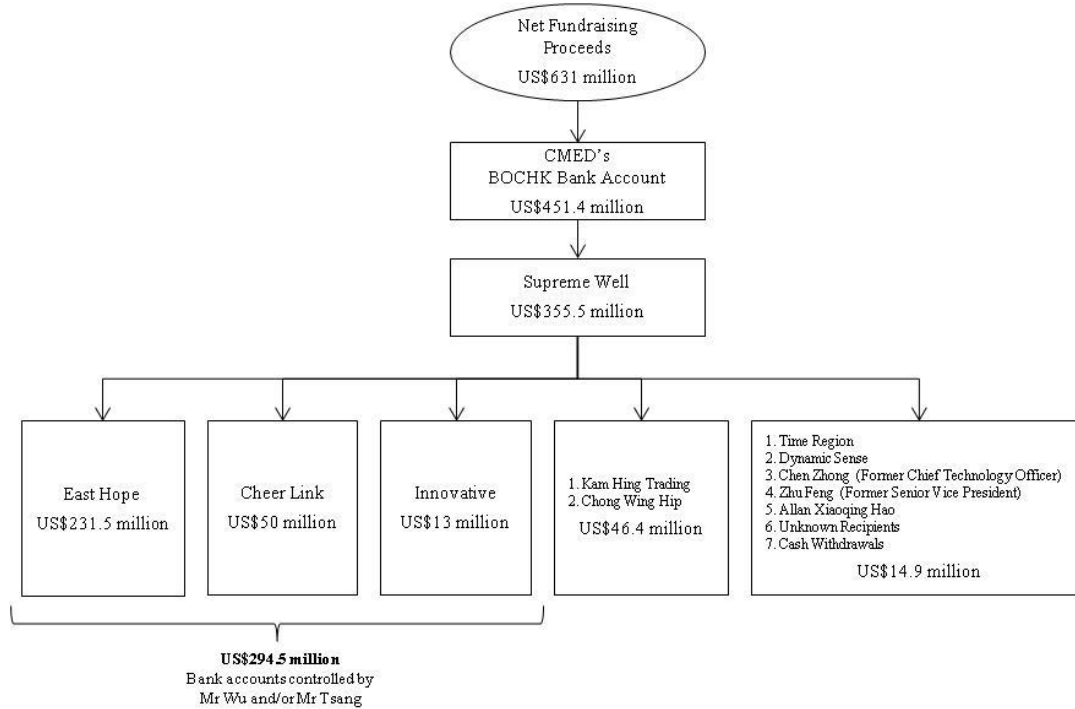 Net Fundraising
Proceeds
US$631 million
CMED's
BOCHK Bank Account
US$451.4 million
Supreme Well
US$355.5 million
East Hope
US$231.5 million
Cheer Link
US$50 million
Innovative
US$13 million
1. Kam Hing Trading
2. Chong Wing Hip
US$46.4 million
1. Time Region
2. Dynamic Sense
3. Chen Zhong (Former Chief Technology Officer)
4. Zhu Feng (Former Senior Vice President)
5. Allan Xiaoqing Hao
6. Unknown Recipients
7. Cash Withdrawals
US$14.9 million
US$294.5 million
Bank accounts controlled by
Mr Wu and/or Mr Tsang